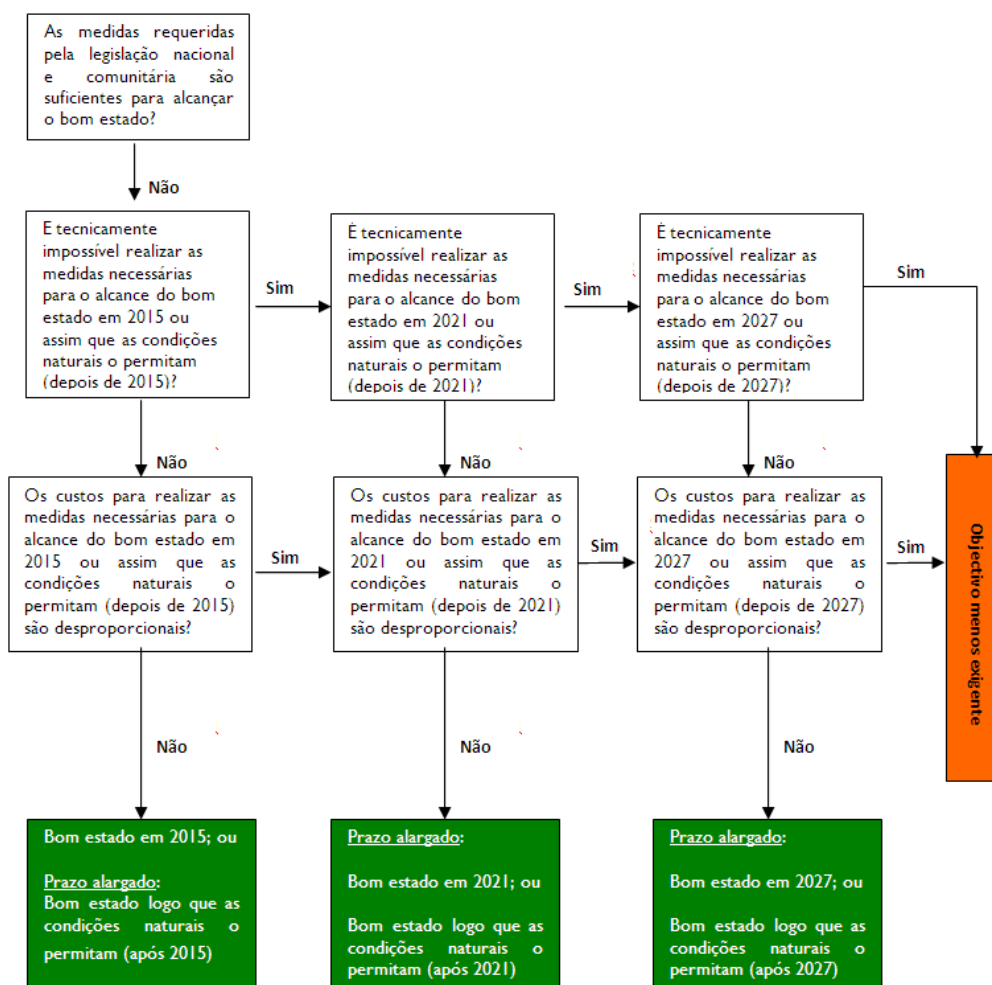 As medidas requeridas
pela legislação nacional
e comunitária são
suficientes para alcançar
o bom estado?
Não
E tecnicamente
impossível realizar as
medidas necessárias
para o alcance do bom
estado em 2015 ou
assim que as condições
naturais o permitam
(depois de 2015)?
Sim
É tecnicamente
impossível realizar as
medidas necessárias
para o alcance do bom
estado em 2021 ou
assim que as condições
naturais o permitam
(depois de 2021)?
Sim
É tecnicamente
impossível realizar as
medidas necessárias
para o alcance do bom
estado em 2027 ou
assim que as condições
naturais o permitam
(depois de 2027)?
Sim
Não
Não
Não
Os custos para realizar as
medidas necessárias para o
alcance do bom estado em
2015 ou assim que as
condições naturais o
permitam (depois de 2015)
são desproporcionais?
Sim
Os custos para realizar as
medidas necessárias para o
alcance do bom estado em
2021 ou assim que as
condições naturais o
permitam (depois de 2021)
são desproporcionais?
Sim
Os custos para realizar as
medidas necessárias para o
alcance do bom estado em
2027 ou assim que as
condições naturais o
permitam (depois de 2027)
são desproporcionais?
Sim
Objectivo menos exigente
Não
Não
Não
Bom estado em 2015; ou
Prazo alargado:
Bom estado logo que as
condições naturais o
permitam (após 2015)
Prazo alargado:
Bom estado em 2021; ou
Bom estado logo que as
condições naturais o
permitam (após 2021)
Prazo alargado:
Bom estado em 2027; ou
Bom estado logo que as
condições naturais o
permitam (após 2027)